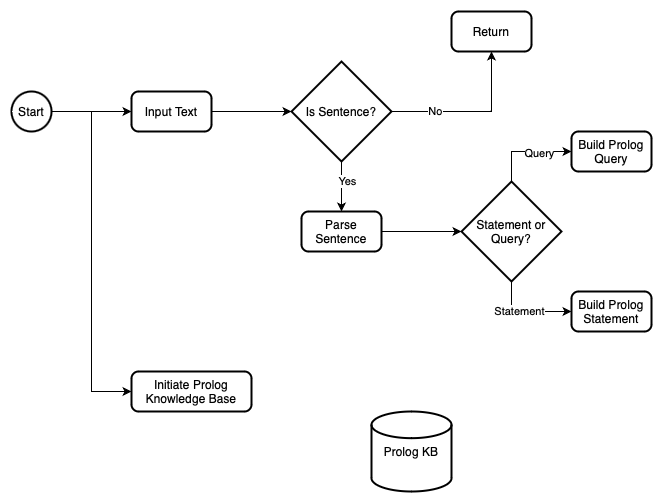 Return
Start
Input Text
Is Sentence?
No
Yes
Build Prolog
Query
Query
Parse
Sentence
Statement or
Query?
Statement
Build Prolog
Statement
Initiate Prolog
Knowledge Base
Prolog KB